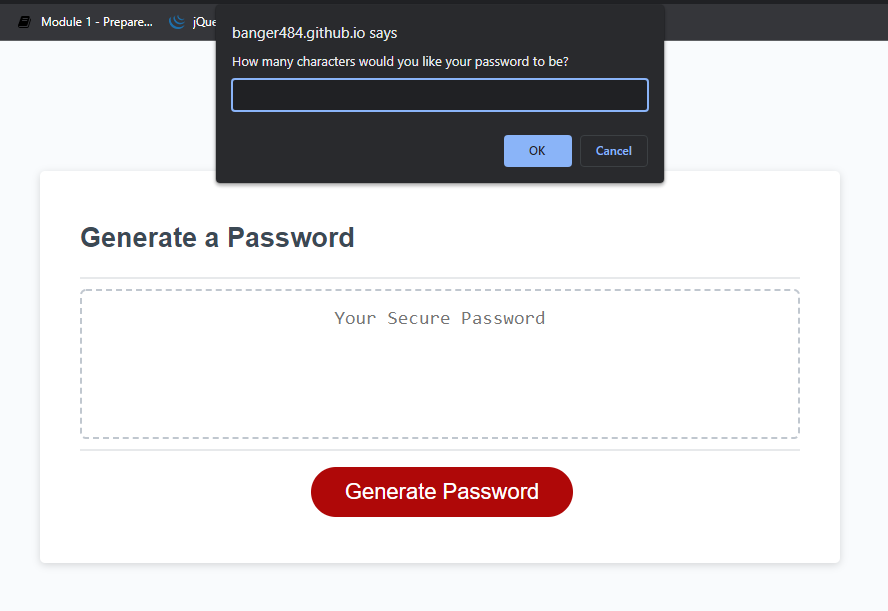 Module 1 - Prepare...
banger484.github.io says
How many characters would you like your password to be?
OK
Cancel
Generate a Password
Your Secure Password
Generate Password